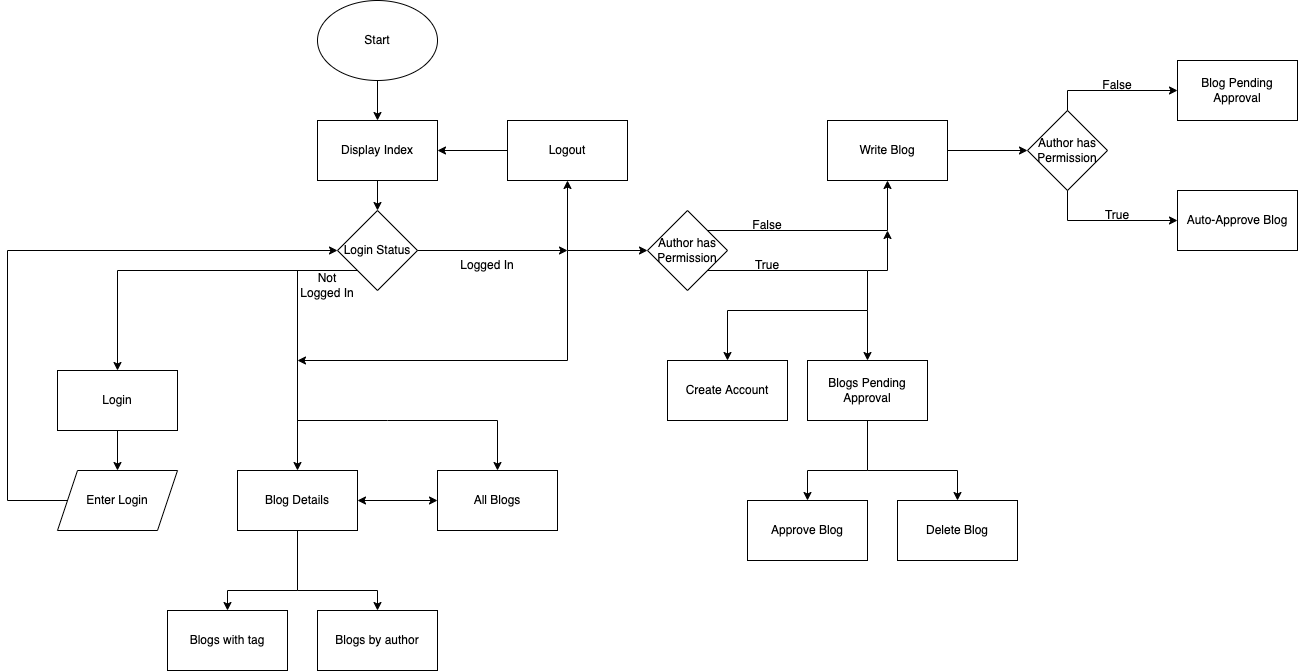 Start
Display Index
Logout
Write Blog
Author has
Permission
False
Blog Pending
Approval
True
Auto-Approve Blog
Login Status
Logged In
Not
Logged In
Author has
Permission
False
True
Login
Create Account
Blogs Pending
Approval
Enter Login
Blog Details
All Blogs
Approve Blog
Delete Blog
Blogs with tag
Blogs by author